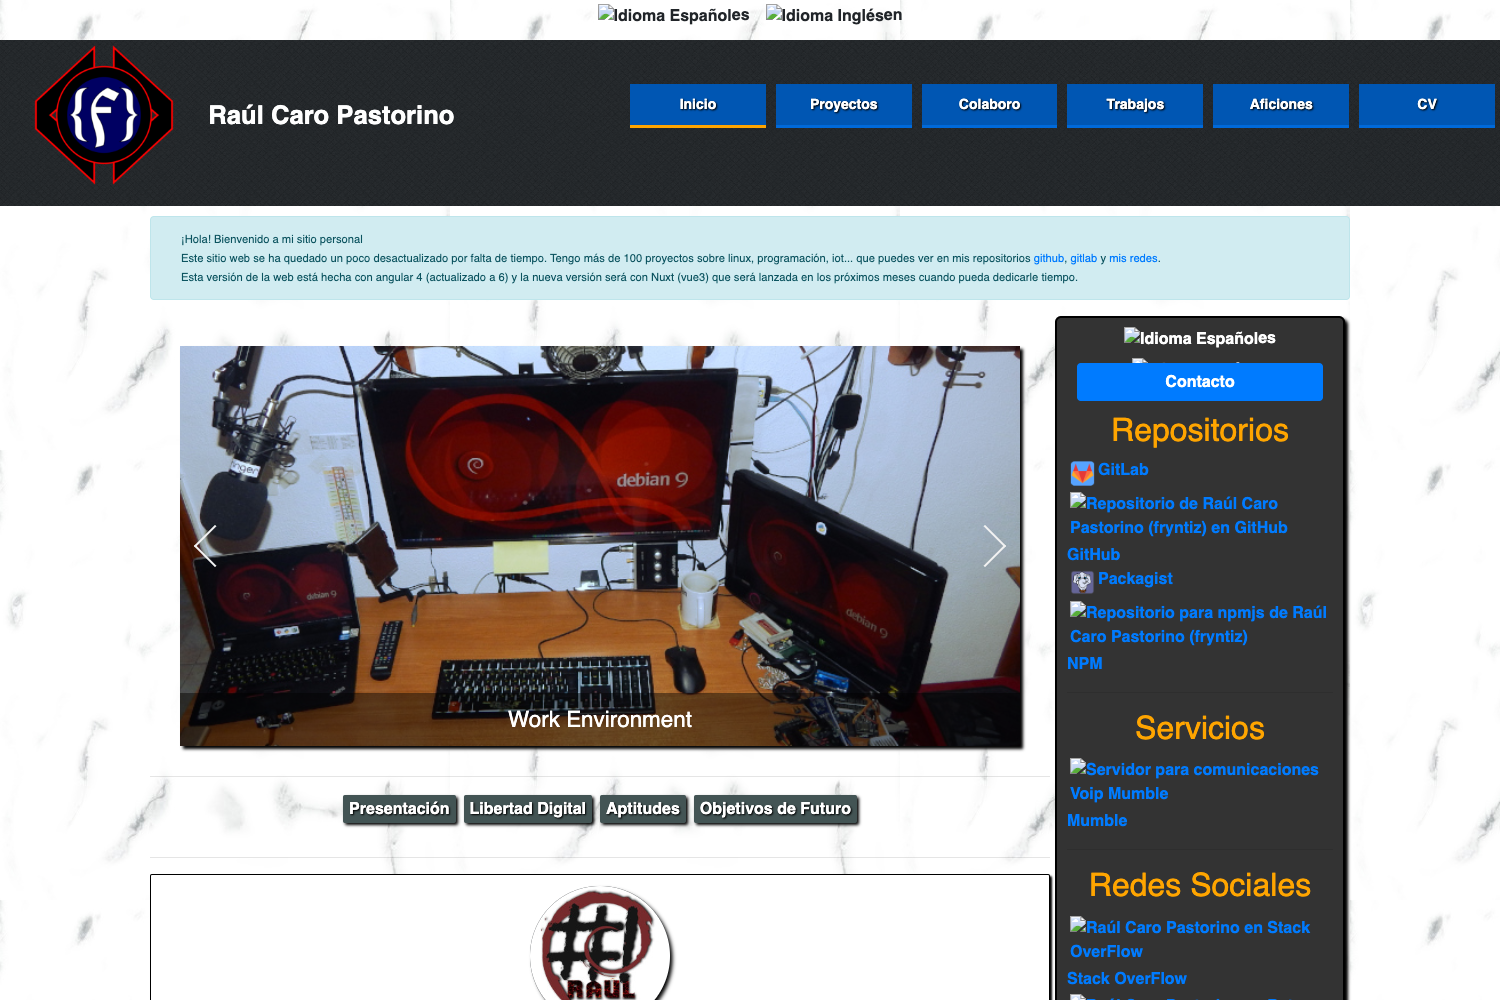 Idioma Españoles Idioma Inglésen
Raúl Caro Pastorino
Inicio Proyectos Colaboro Trabajos Aficiones CV
¡Hola! Bienvenido a mi sitio personal
Este sitio web se ha quedado un poco desactualizado por falta de tiempo. Tengo más de 100 proyectos sobre linux, programación, iot... que puedes ver en mis repositorios github, gitlab y mis redes.
Esta versión de la web está hecha con angular 4 (actualizado a 6) y la nueva versión será con Nuxt (vue3) que será lanzada en los próximos meses cuando pueda dedicarle tiempo.
debian 9
debian 9
debian 9
Work Environment
Presentación Libertad Digital Aptitudes Objetivos de Futuro
RAUL
Idioma Españoles
Contacto
Repositorios
GitLab
Repositorio de Raúl Caro
Pastorino (fryntiz) en GitHub
GitHub
Packagist
Repositorio para npmjs de Raúl
Caro Pastorino (fryntiz)
NPM
Servicios
Servidor para comunicaciones
Voip Mumble
Mumble
Redes Sociales
Raúl Caro Pastorino en Stack
OverFlow
Stack OverFlow